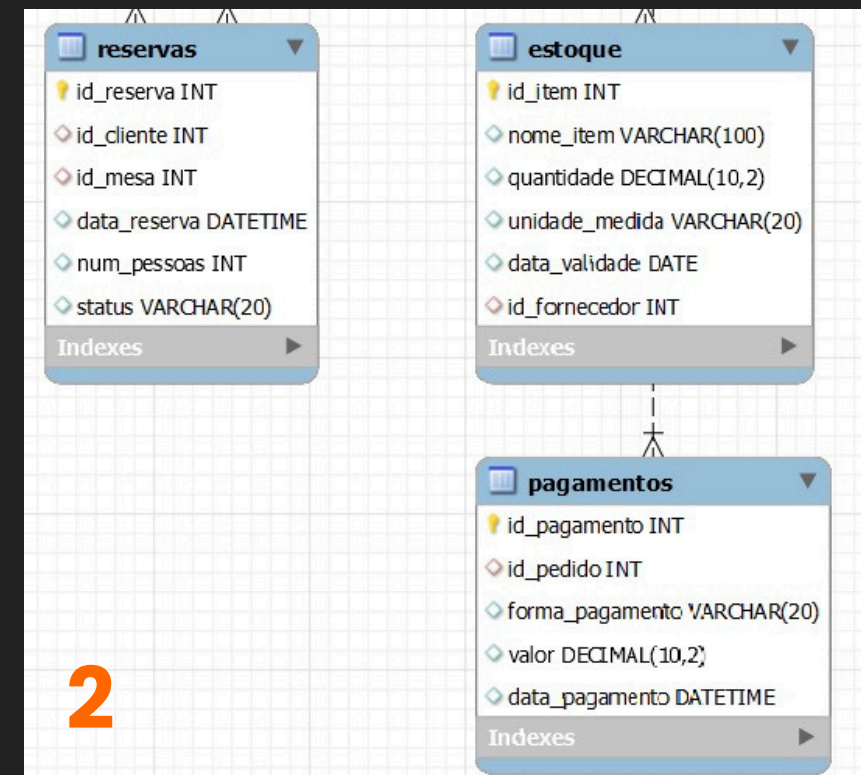 reservas
id_reserva INT
id_cliente INT
id_mesa INT
data_reserva DATETIME
num_pessoas INT
status VARCHAR(20)
Indexes
estoque
id_item INT
nome_item VARCHAR(100)
quantidade DECIMAL(10,2)
unidade_medida VARCHAR(20)
data_validade DATE
id_fornecedor INT
Indexes
pagamentos
id_pagamento INT
id_pedido INT
forma_pagamento VARCHAR(20)
valor DECIMAL(10,2)
data_pagamento DATETIME
Indexes
2